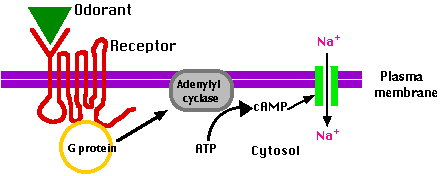 Odorant
Receptor
Na+
Adenylyl
cyclase
Plasma
membrane
cAMP
G protein
ATP
Cytosol
Na+